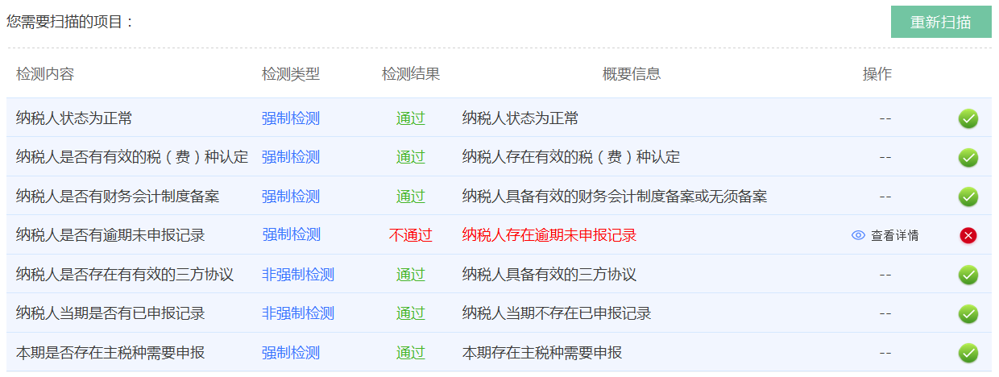 您需要扫描的项目：
重新扫描
检测内容 检测类型 检测结果 概要信息 操作
纳税人状态为正常 强制检测 通过 纳税人状态为正常 --
纳税人是否有有效的税（费）种认定 强制检测 通过 纳税人存在有效的税（费）种认定 --
纳税人是否有财务会计制度备案 强制检测 通过 纳税人具备有效的财务会计制度备案或无须备案 --
纳税人是否有逾期未申报记录 强制检测 不通过 纳税人存在逾期未申报记录 查看详情
纳税人是否存在有有效的三方协议 非强制检测 通过 纳税人具备有效的三方协议 --
纳税人当期是否有已申报记录 非强制检测 通过 纳税人当期不存在已申报记录 --
本期是否存在主税种需要申报 强制检测 通过 本期存在主税种需要申报 --